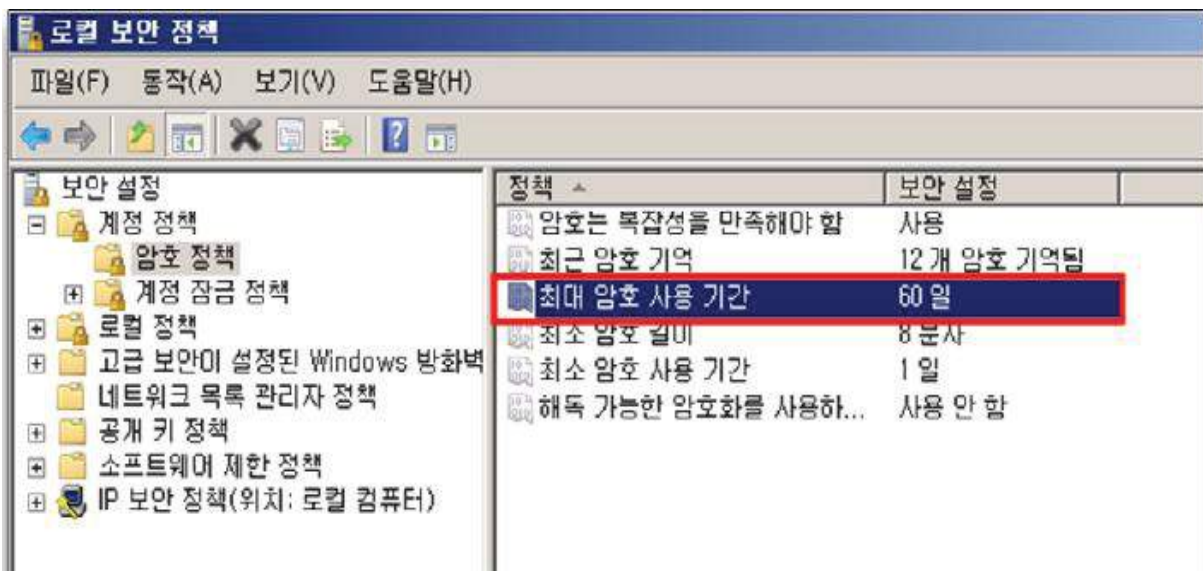 로컬 보안 정책
파일(F) 동작(A) 보기(V) 도움말(H)
보안 설정
계정 정책
암호 정책
계정 잠금 정책
로컬 정책
고급 보안이 설정된 Windows 방화벽
네트워크 목록 관리자 정책
공개 키 정책
소프트웨어 제한 정책
IP 보안 정책(위치: 로컬 컴퓨터)
정책 보안 설정
암호는 복잡성을 만족해야 함 사용
최근 암호 기억 12 개 암호 기억됨
최대 암호 사용 기간 60 일
최소 암호 길이 8 문자
최소 암호 사용 기간 1 일
해독 가능한 암호화를 사용하... 사용 안 함